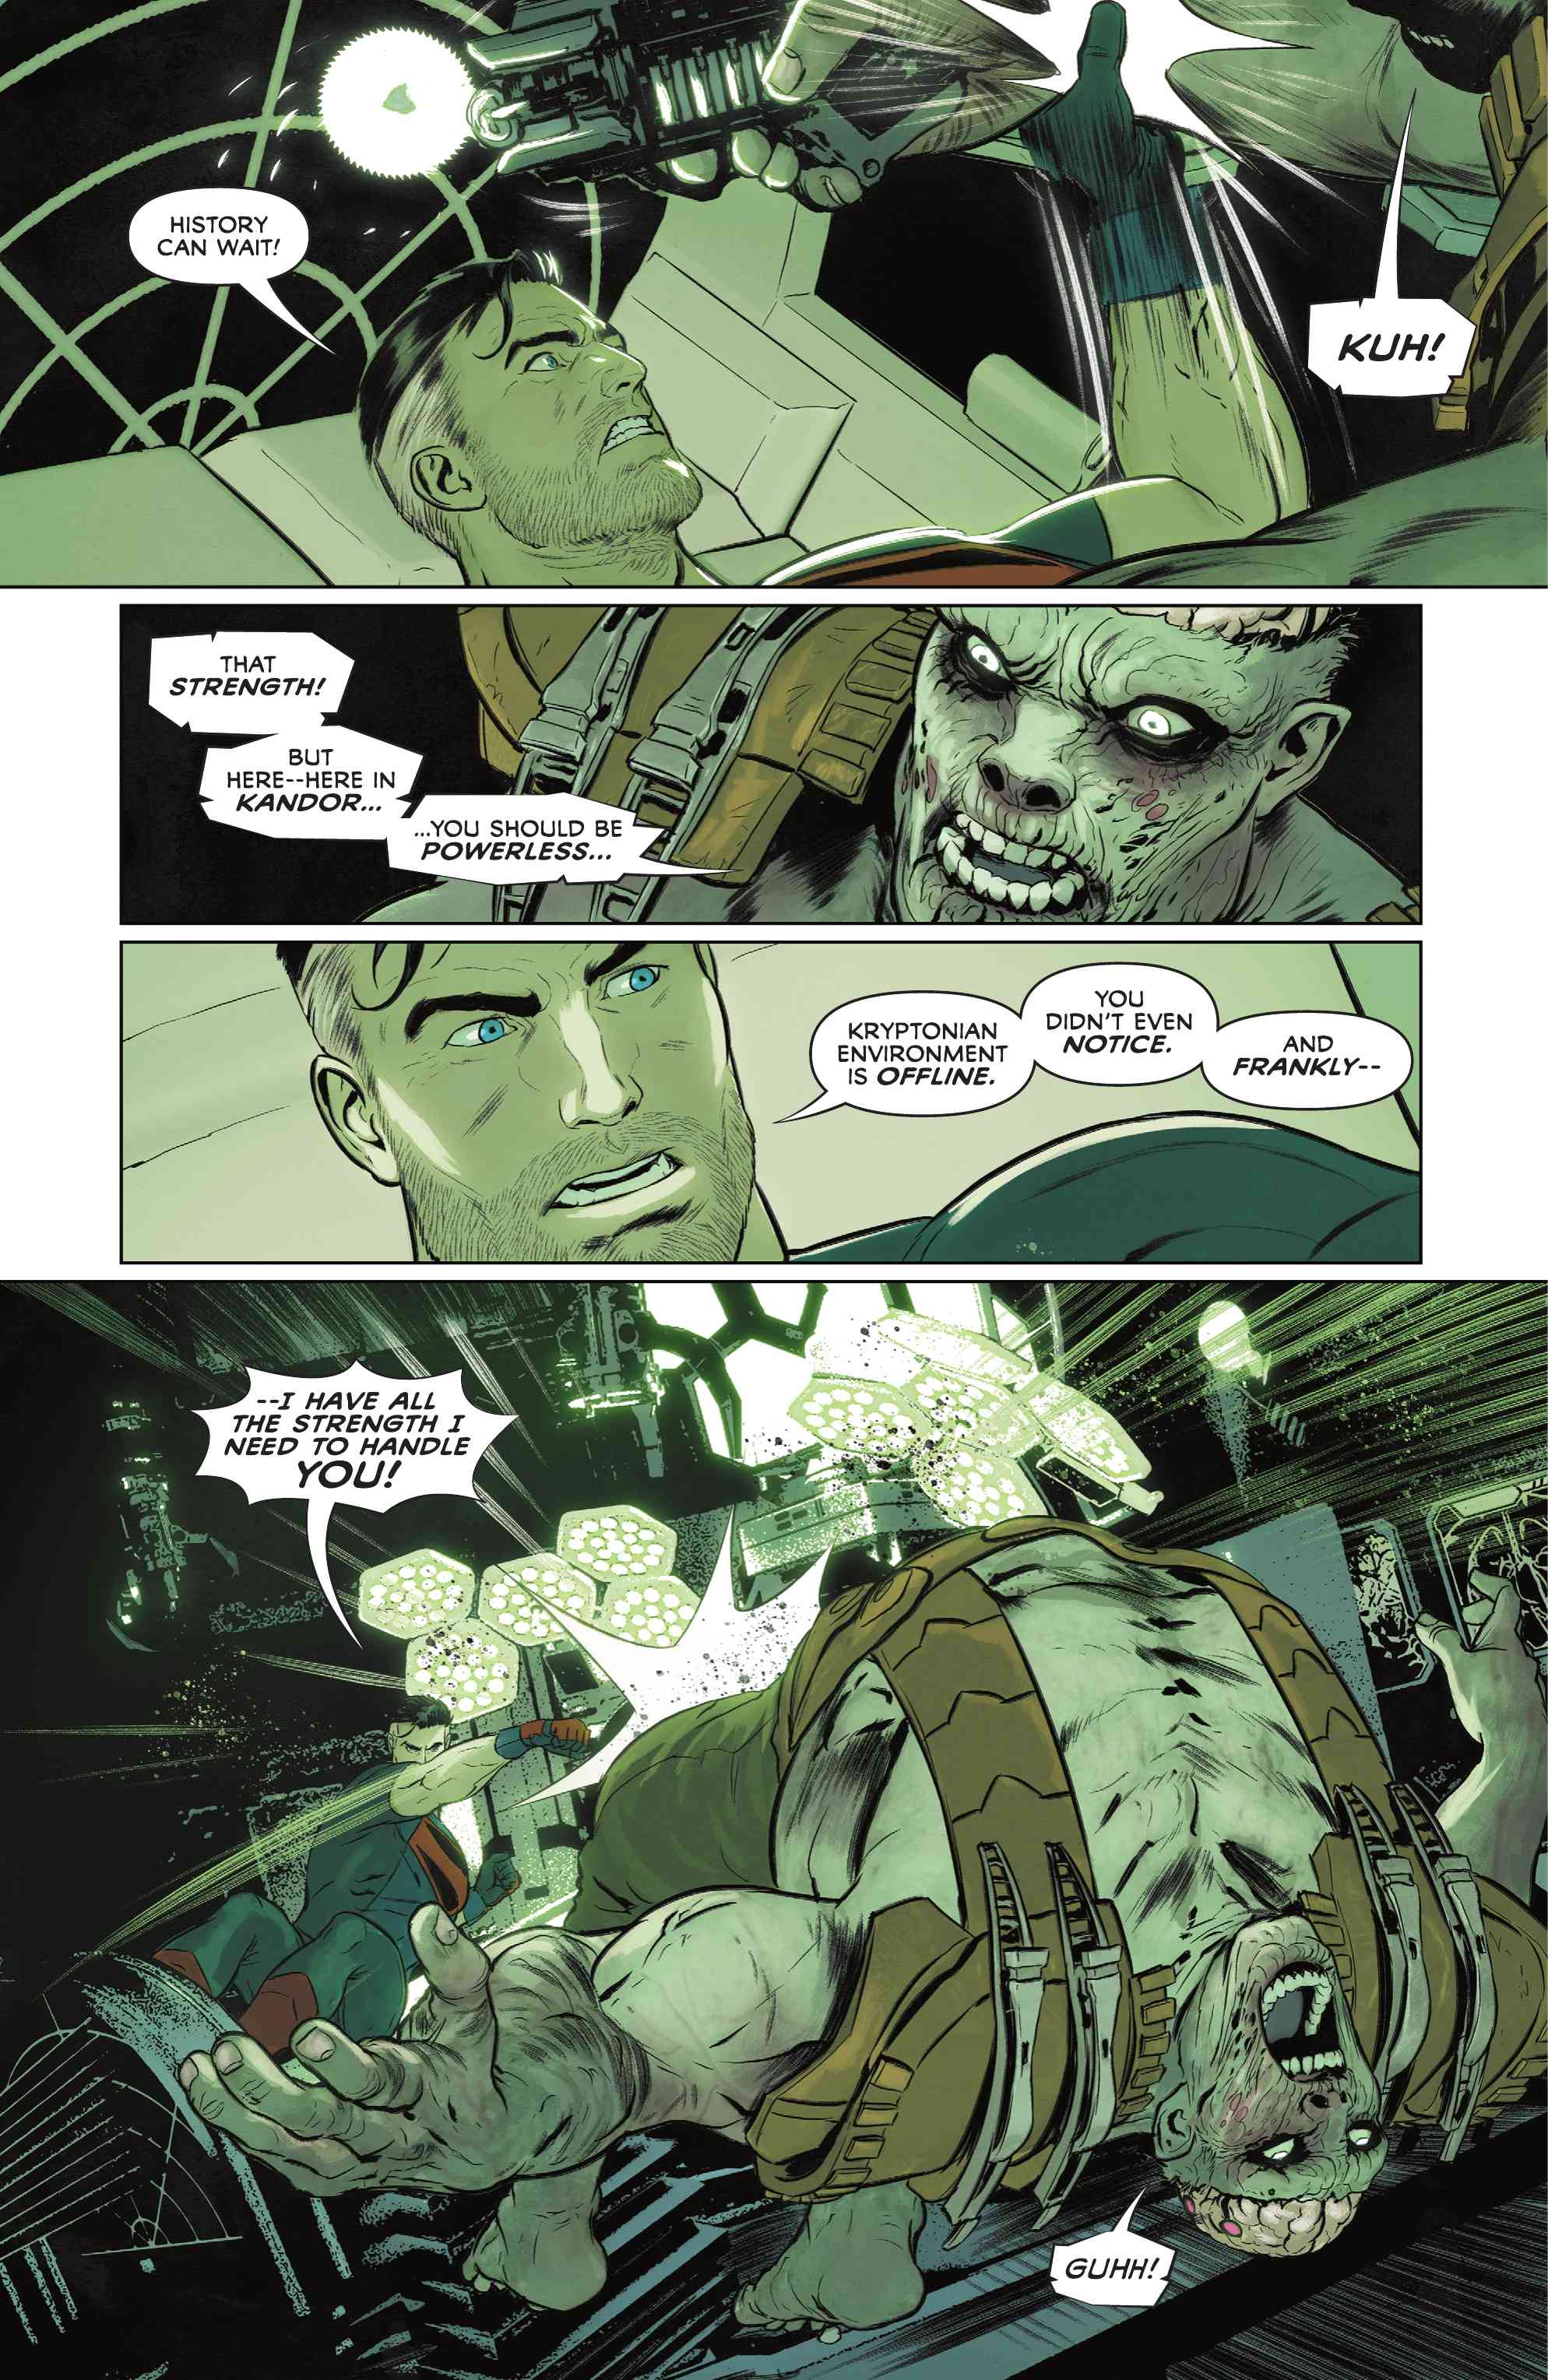 HISTORY
CAN WAIT!
KUH!
THAT
STRENGTH!
BUT
HERE--HERE IN
KANDOR...
...YOU SHOULD BE
POWERLESS...
KRYPTONIAN
ENVIRONMENT
IS OFFLINE.
YOU
DIDN'T EVEN
NOTICE.
AND
FRANKLY--
--I HAVE ALL
THE STRENGTH I
NEED TO HANDLE
YOU!
GUHH!